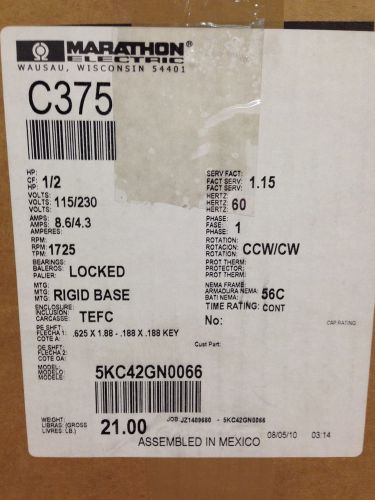 MARATHON®
ELECTRIC
WAUSAU, WISCONSIN 54401
C375
HP:
CF:
HP: 1/2
VOLTS:
VOLTS:
VOLTS: 115/230
AMPS:
AMPS:
AMPERES: 8.6/4.3
RPM:
RPM:
TPM: 1725
BEARINGS:
BALEROS:
PALIER: LOCKED
MTG:
MTG:
MTG: RIGID BASE
ENCLOSURE:
INCLUSION:
CARCASSE: TEFC
PE SHFT:
FLECHA 1:
COTE A: .625 X 1.88 - .188 X .188 KEY
OE SHFT:
FLECHA 2:
COTE OA:
MODEL:
MODELO:
MODELE: 5KC42GN0066
SERV FACT:
FACT SERV:
FACT SERV: 1.15
HERTZ:
HERTZ:
HERTZ: 60
PHASE:
FASE:
PHASE: 1
ROTATION:
ROTACION:
ROTATION: CCW/CW
PROT THERM:
PROTECTOR:
PROT THERM:
NEMA FRAME:
ARMADURA NEMA:
BATI NEMA: 56C
TIME RATING: CONT
No:
CAP, RATING
Cust Part:
WEIGHT:
LIBRAS: (GROSS
LIVRES: LB.) 21.00
JOB: JZ1409660 - 5KC42GN0066
ASSEMBLED IN MEXICO 08/05/10 03:14